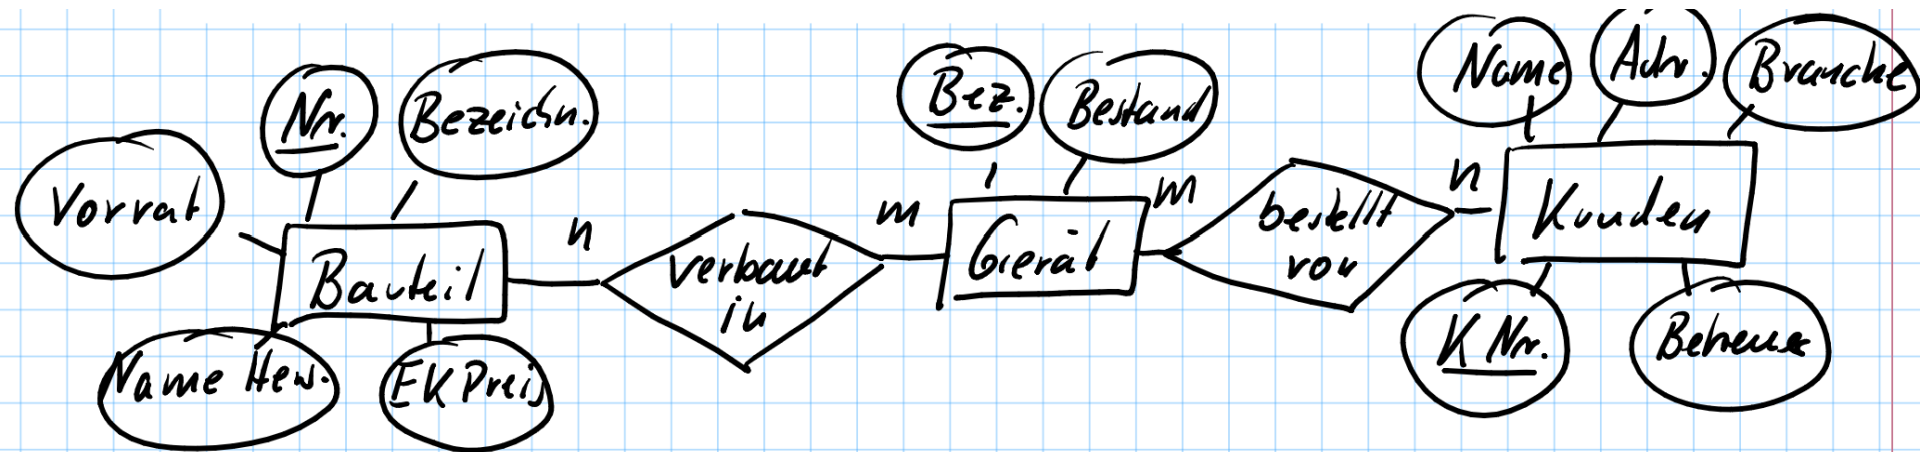 Name
Adr.
Branche
Bez.
Bestand
Nr.
Bezeichn.
Vorrat
n
m
m
n
Bauteil
verbaut
in
Gerät
bestellt
von
Kunden
Name Hew.
EK Preis
K Nr.
Betreuer